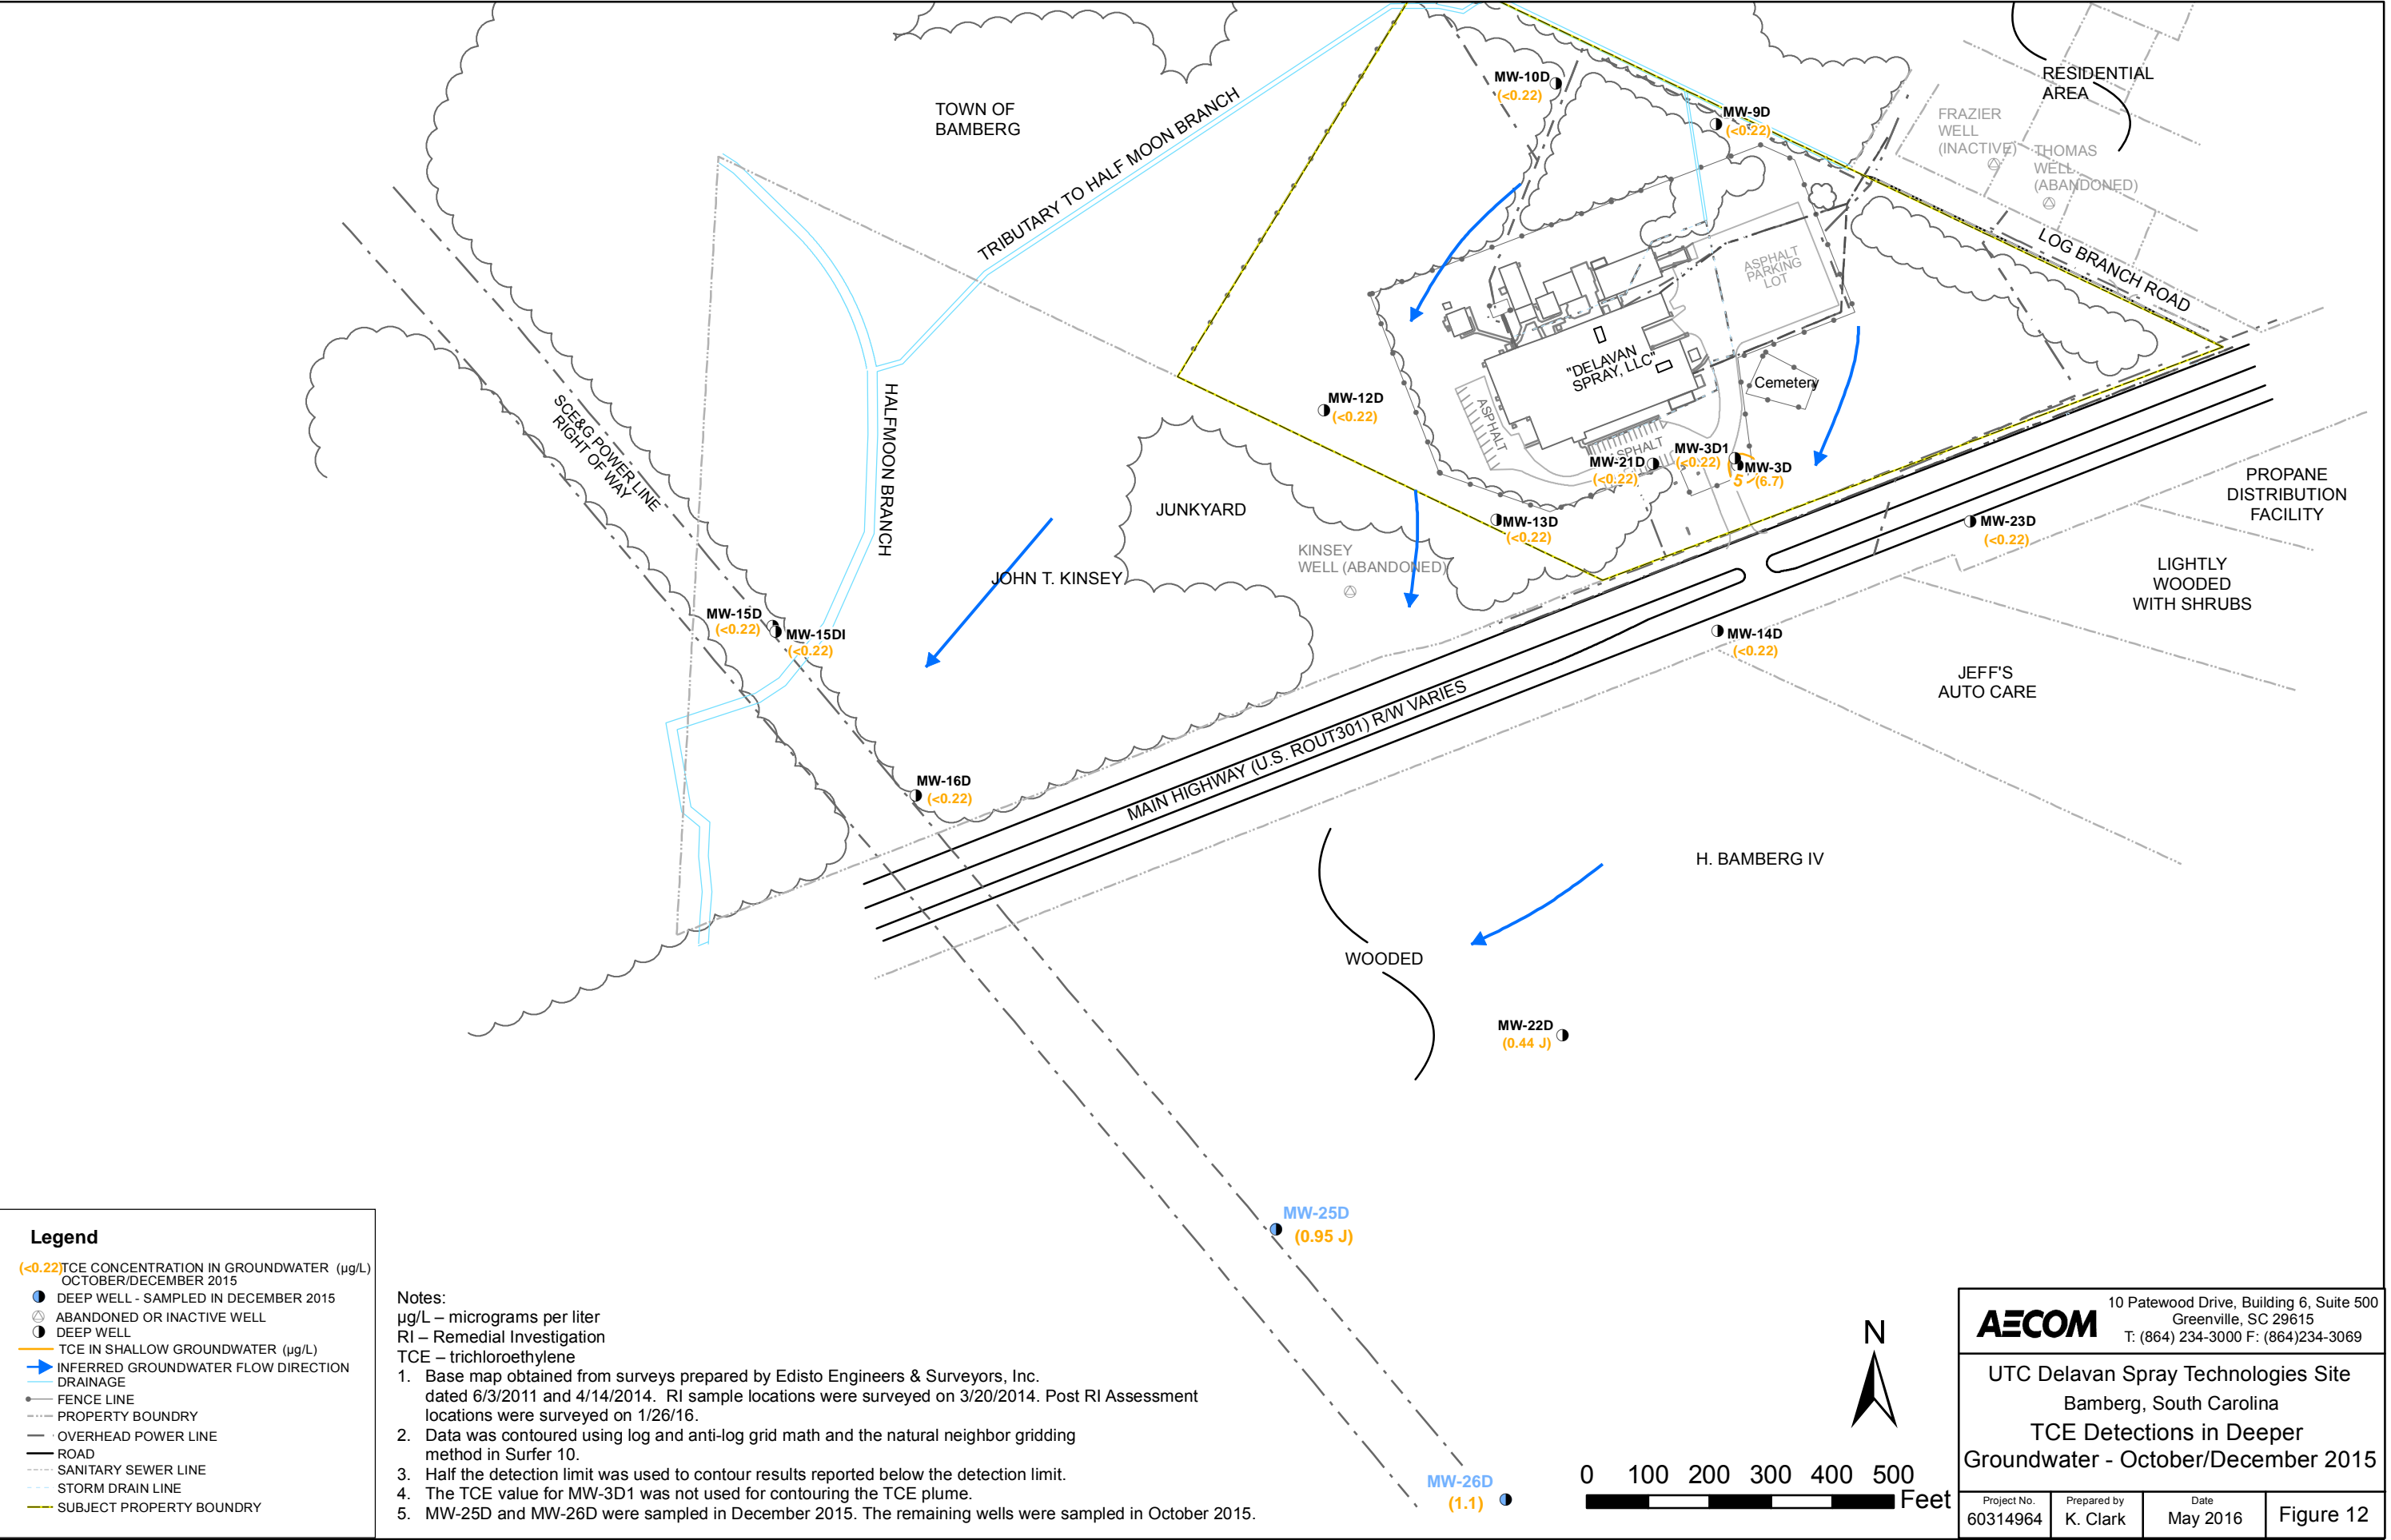 TOWN OF
BAMBERG
TRIBUTARY TO HALF MOON BRANCH
MW-10D
(<0.22)
MW-9D
(<0.22)
RESIDENTIAL
AREA
FRAZIER
WELL
(INACTIVE)
THOMAS
WELL
(ABANDONED)
LOG BRANCH ROAD
ASPHALT
PARKING
LOT
"DELAVAN
SPRAY, LLC"
Cemetery
ASPHALT
ASPHALT
MW-12D
(<0.22)
MW-21D
(<0.22)
MW-3D1
(<0.22)
MW-3D
5
(6.7)
MW-13D
(<0.22)
MW-23D
(<0.22)
PROPANE
DISTRIBUTION
FACILITY
LIGHTLY
WOODED
WITH SHRUBS
SCE&G POWER LINE
RIGHT OF WAY
HALFMOON BRANCH
JUNKYARD
KINSEY
WELL (ABANDONED)
JOHN T. KINSEY
MW-15D
(<0.22)
MW-15DI
(<0.22)
MW-14D
(<0.22)
JEFF'S
AUTO CARE
MAIN HIGHWAY (U.S. ROUT301) R/W VARIES
MW-16D
(<0.22)
H. BAMBERG IV
WOODED
MW-22D
(0.44 J)
MW-25D
(0.95 J)
MW-26D
(1.1)
Legend
(<0.22) TCE CONCENTRATION IN GROUNDWATER (µg/L)
OCTOBER/DECEMBER 2015
DEEP WELL - SAMPLED IN DECEMBER 2015
ABANDONED OR INACTIVE WELL
DEEP WELL
TCE IN SHALLOW GROUNDWATER (µg/L)
INFERRED GROUNDWATER FLOW DIRECTION
DRAINAGE
FENCE LINE
PROPERTY BOUNDRY
OVERHEAD POWER LINE
ROAD
SANITARY SEWER LINE
STORM DRAIN LINE
SUBJECT PROPERTY BOUNDRY
Notes:
µg/L – micrograms per liter
RI – Remedial Investigation
TCE – trichloroethylene
1. Base map obtained from surveys prepared by Edisto Engineers & Surveyors, Inc.
dated 6/3/2011 and 4/14/2014. RI sample locations were surveyed on 3/20/2014. Post RI Assessment
locations were surveyed on 1/26/16.
2. Data was contoured using log and anti-log grid math and the natural neighbor gridding
method in Surfer 10.
3. Half the detection limit was used to contour results reported below the detection limit.
4. The TCE value for MW-3D1 was not used for contouring the TCE plume.
5. MW-25D and MW-26D were sampled in December 2015. The remaining wells were sampled in October 2015.
N
0 100 200 300 400 500
Feet
AECOM
10 Patewood Drive, Building 6, Suite 500
Greenville, SC 29615
T: (864) 234-3000 F: (864)234-3069
UTC Delavan Spray Technologies Site
Bamberg, South Carolina
TCE Detections in Deeper
Groundwater - October/December 2015
Project No.
60314964
Prepared by
K. Clark
Date
May 2016
Figure 12